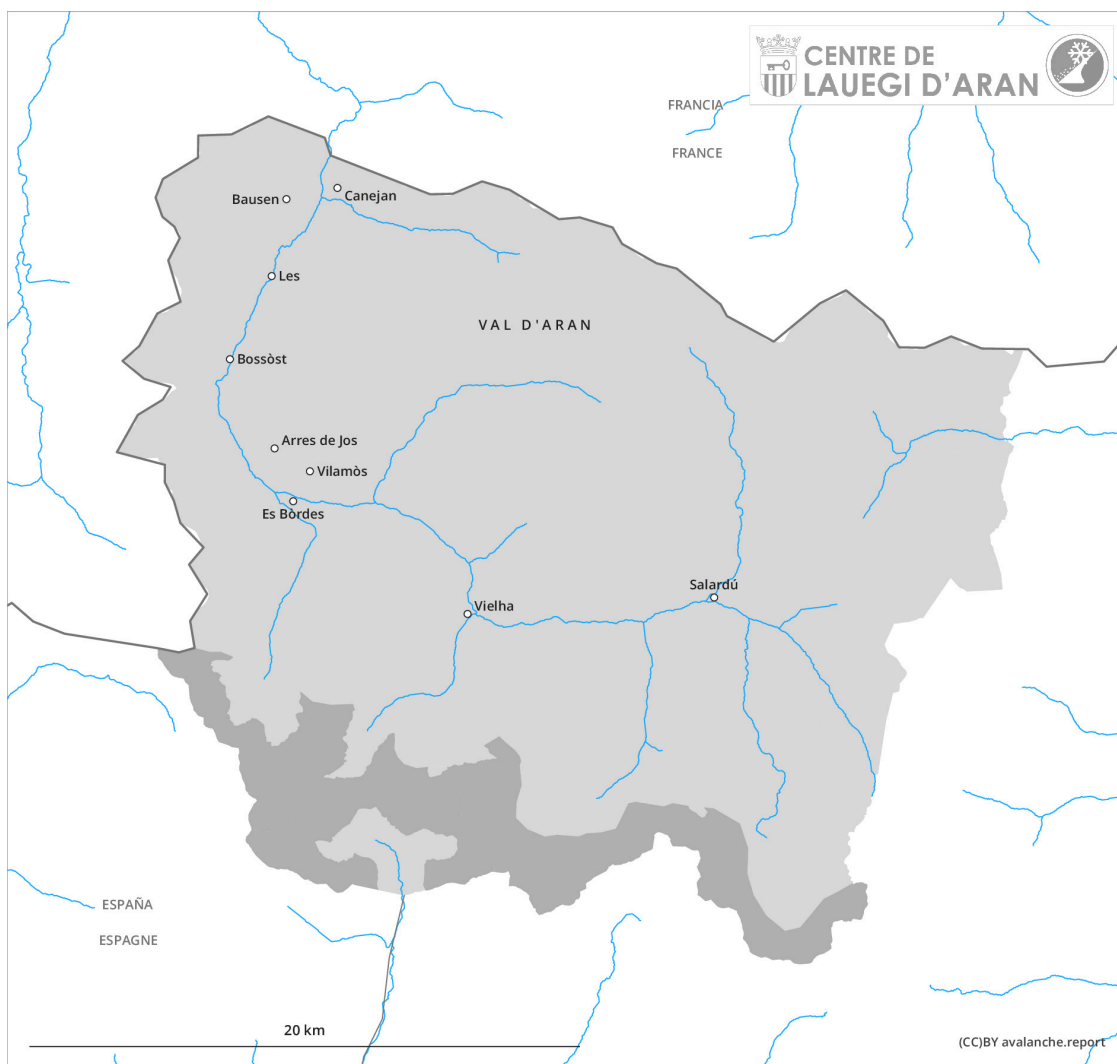 CENTRE DE
LAUEGI D'ARAN
FRANCIA
FRANCE
Canejan
Bausen
Les
VAL D'ARAN
Bossòst
Arres de Jos
Vilamòs
Es Bòrdes
Salardú
Vielha
ESPAÑA
ESPAGNE
20 km
(CC)BY avalanche.report